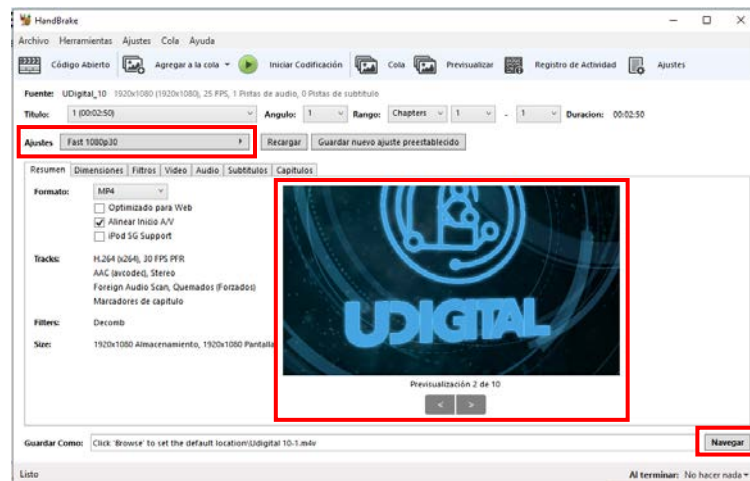 HandBrake
Archivo Herramientas Ajustes Cola Ayuda
Código Abierto Agregar a la cola Iniciar Codificación Cola Previsualizar Registro de Actividad Ajustes
Fuente: UDigital_10 1920x1080 (1920x1080), 25 FPS, 1 Pistas de audio, 0 Pistas de subtitulo
Titulo: 1 (00:02:50) Angulo: 1 Rango: Chapters 1 - 1 Duracion: 00:02:50
Ajustes Fast 1080p30 Recargar Guardar nuevo ajuste preestablecido
Resumen Dimensiones Filtros Video Audio Subtitulos Capitulos
Formato: MP4
Optimizado para Web
Alinear Inicio A/V
iPod 5G Support
Tracks: H.264 (x264), 30 FPS PFR
AAC (avcodec), Stereo
Foreign Audio Scan, Quemados (Forzados)
Marcadores de capitulo
Filters: Decomb
Size: 1920x1080 Almacenamiento, 1920x1080 Pantalla
UDIGITAL
Previsualización 2 de 10
< >
Guardar Como: Click 'Browse' to set the default location\Udigital 10-1.m4v Navegar
Listo Al terminar: No hacer nada